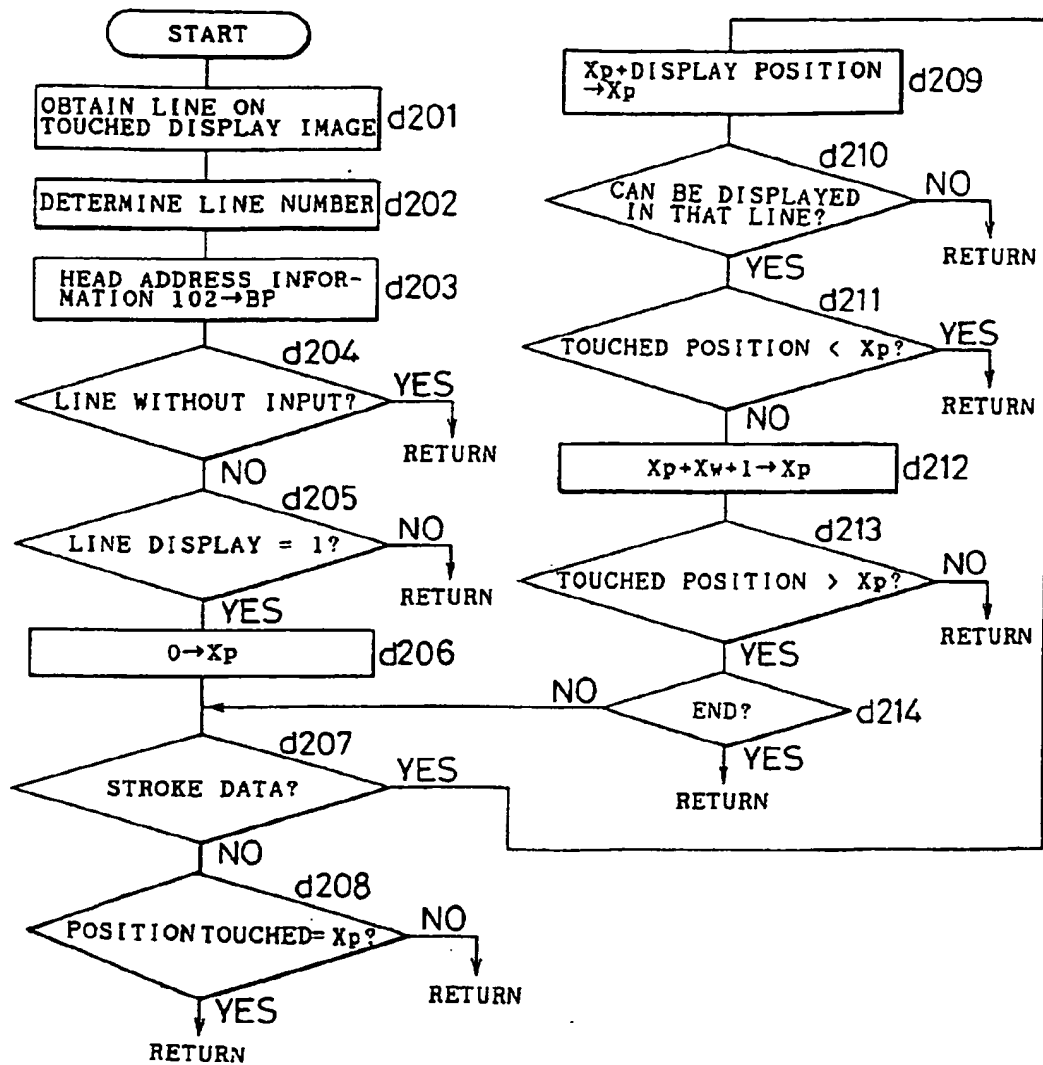 START
OBTAIN LINE ON
TOUCHED DISPLAY IMAGE
d201
DETERMINE LINE NUMBER
d202
HEAD ADDRESS INFOR-
MATION 102→BP
d203
d204
LINE WITHOUT INPUT?
YES
RETURN
NO
d205
LINE DISPLAY = 1?
NO
RETURN
YES
0→Xp
d206
d207
STROKE DATA?
YES
NO
d208
POSITION TOUCHED= Xp?
NO
RETURN
YES
RETURN
Xp+DISPLAY POSITION
→Xp
d209
d210
CAN BE DISPLAYED
IN THAT LINE?
NO
RETURN
YES
d211
TOUCHED POSITION < Xp?
YES
RETURN
NO
Xp+Xw+1→Xp
d212
d213
TOUCHED POSITION > Xp?
NO
RETURN
YES
NO
END?
d214
YES
RETURN